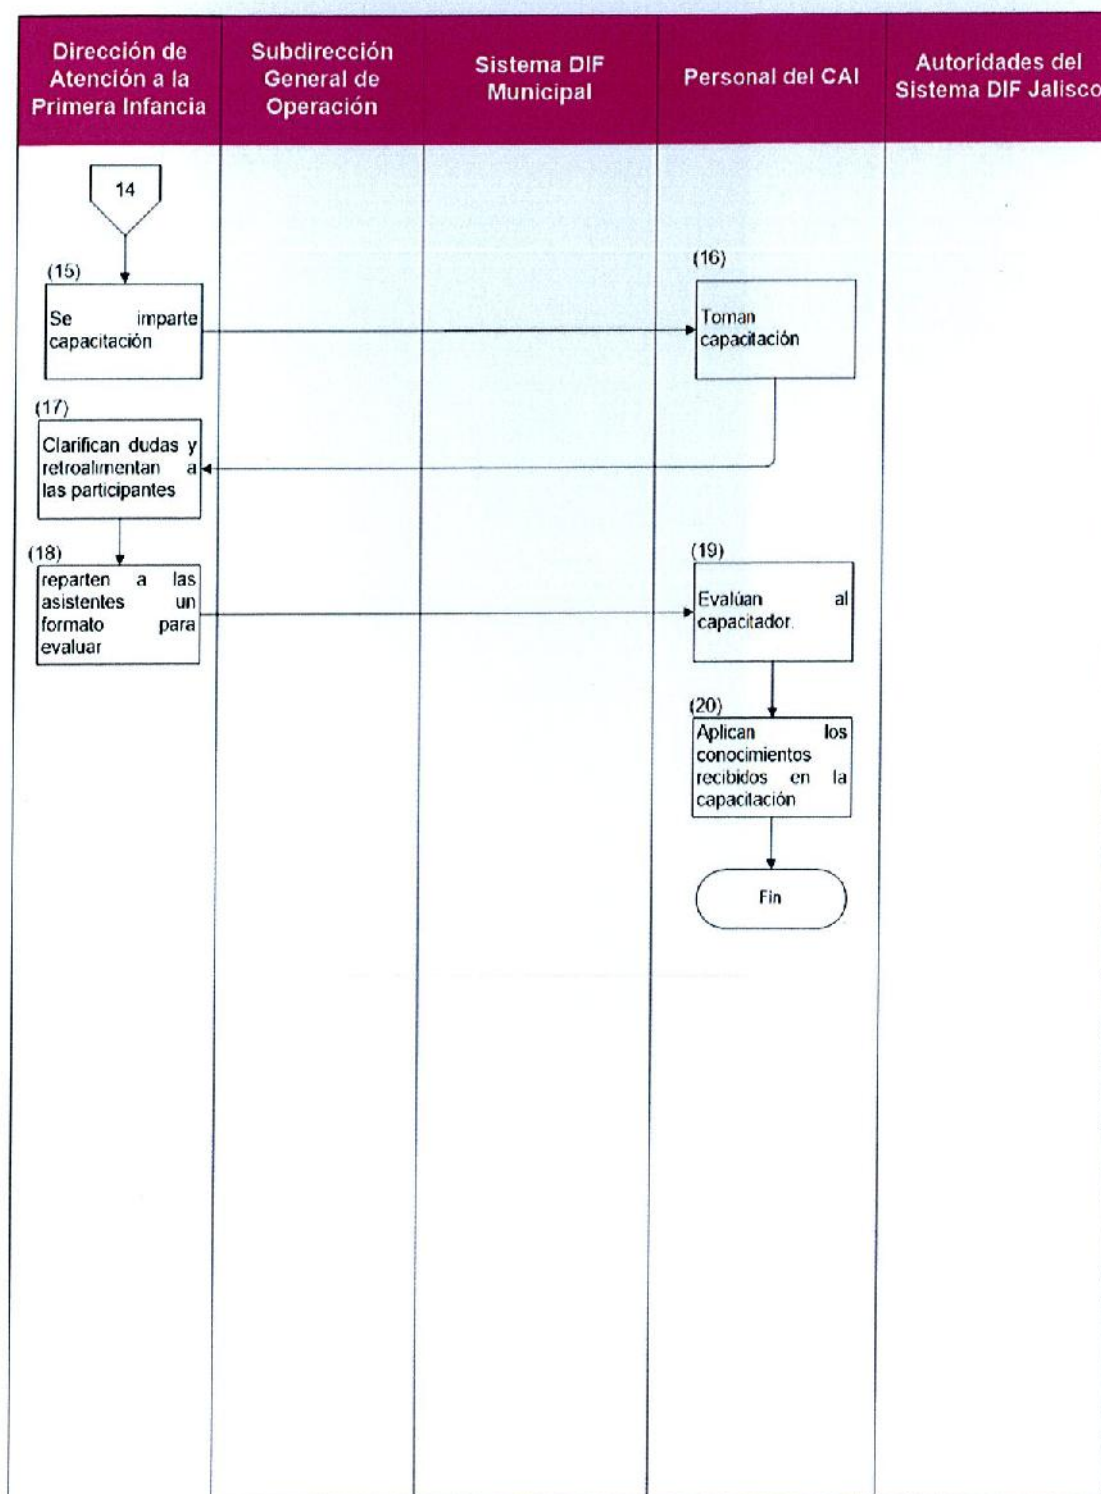 Dirección de
Atención a la
Primera Infancia
Subdirección
General de
Operación
Sistema DIF
Municipal
Personal del CAI
Autoridades del
Sistema DIF Jalisco
14
(15)
Se imparte
capacitación
(16)
Toman
capacitación
(17)
Clarifican dudas y
retroalimentan a
las participantes
(18)
reparten a las
asistentes un
formato para
evaluar
(19)
Evalúan al
capacitador.
(20)
Aplican los
conocimientos
recibidos en la
capacitación
Fin